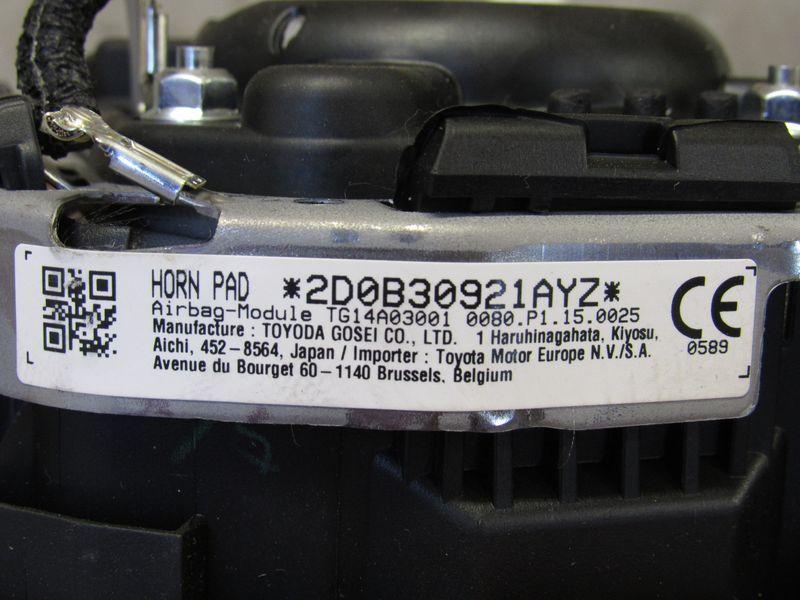 HORN PAD *2D0B30921AYZ*
Airbag-Module TG14A03001 0080.P1.15.0025
Manufacture : TOYODA GOSEI CO., LTD. 1 Haruhinagahata, Kiyosu,
Aichi, 452-8564, Japan / Importer : Toyota Motor Europe N.V./S.A.
Avenue du Bourget 60-1140 Brussels, Belgium
CE
0589